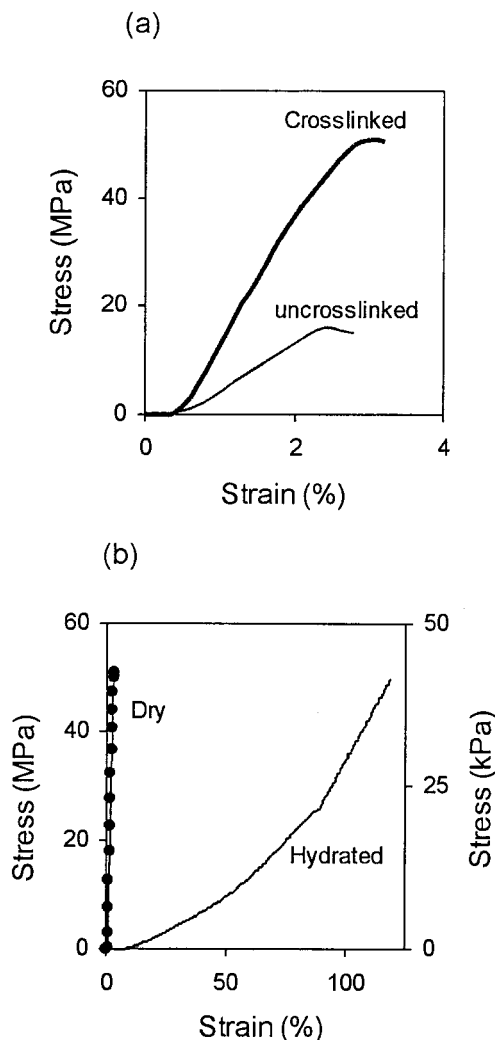 (a)
60
Crosslinked
40
Stress (MPa)
20
uncrosslinked
0
0 2 4
Strain (%)
(b)
60 50
Dry
40
Stress (MPa)
25
Stress (kPa)
20
Hydrated
0 0
0 50 100
Strain (%)